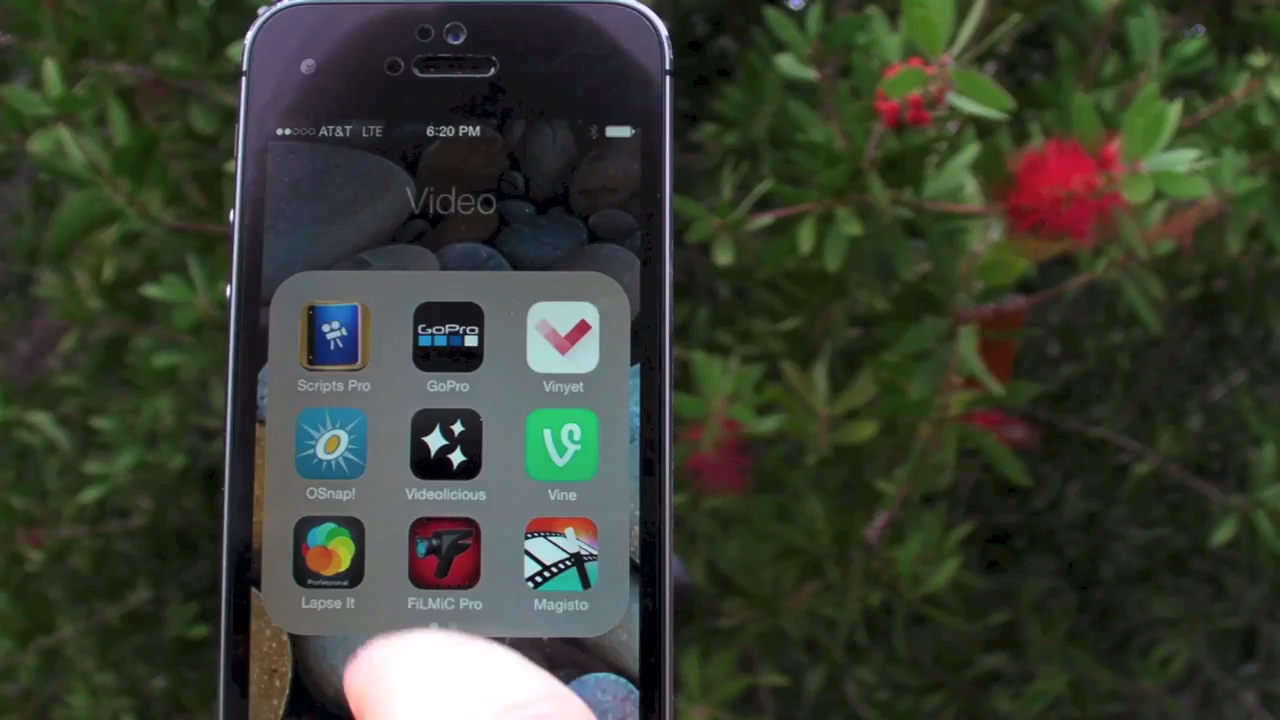 AT&T LTE 6:20 PM
Video
GoPro
Scripts Pro GoPro Vinyet
OSnap! Videolicious Vine
Professional
Lapse It FiLMiC Pro Magisto